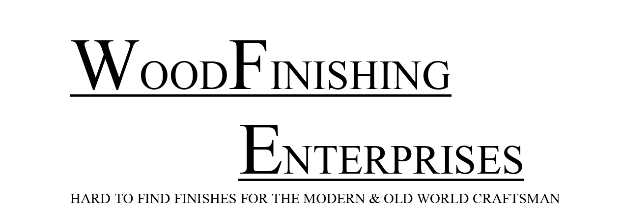 WOODFINISHING
ENTERPRISES
HARD TO FIND FINISHES FOR THE MODERN & OLD WORLD CRAFTSMAN